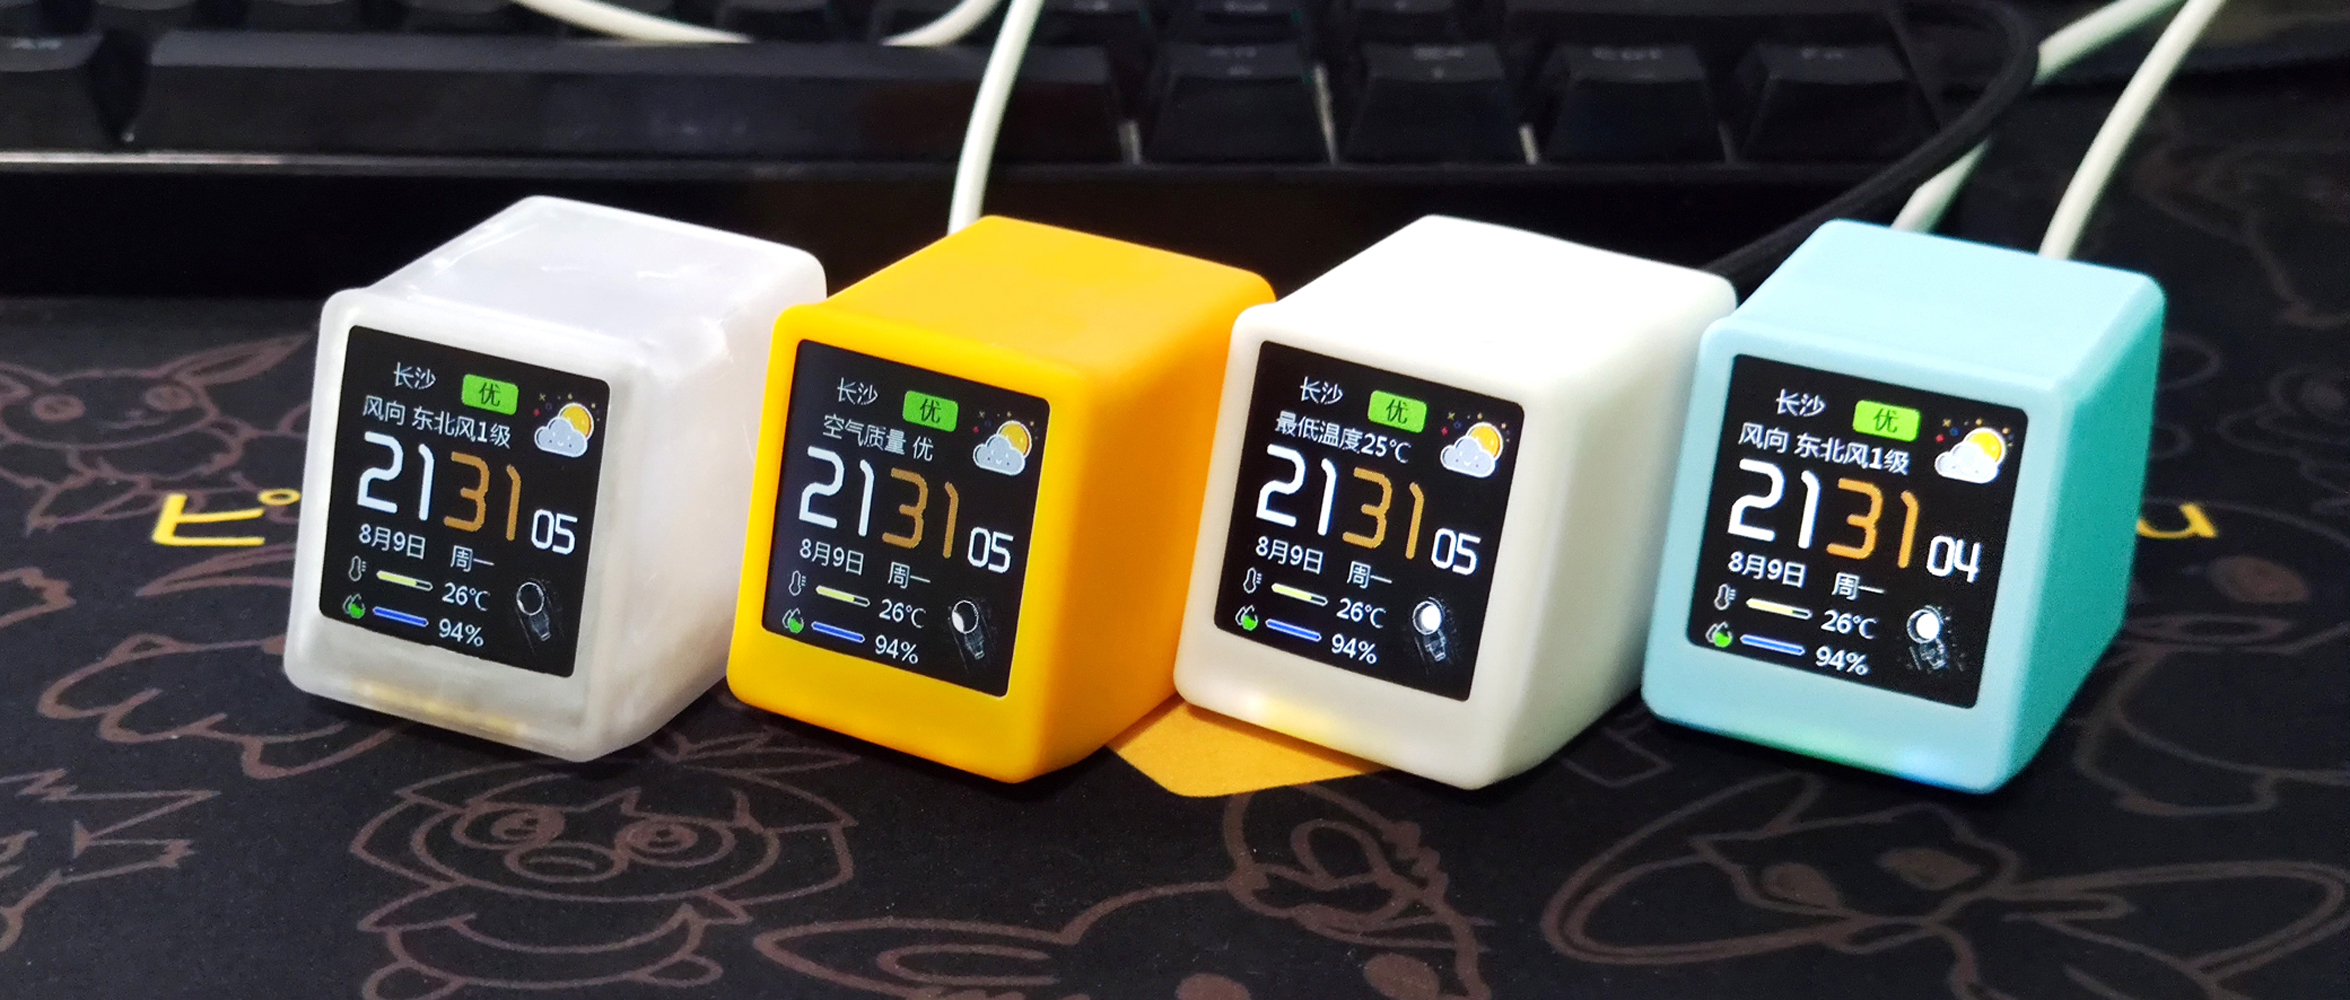 长沙 优
风向 东北风1级
21 31 05
8月9日 周一
26℃
94%
长沙 优
空气质量 优
21 31 05
8月9日 周一
26℃
94%
长沙 优
最低温度25℃
21 31 05
8月9日 周一
26℃
94%
长沙 优
风向 东北风1级
21 31 04
8月9日 周一
26℃
94%
ピ
u